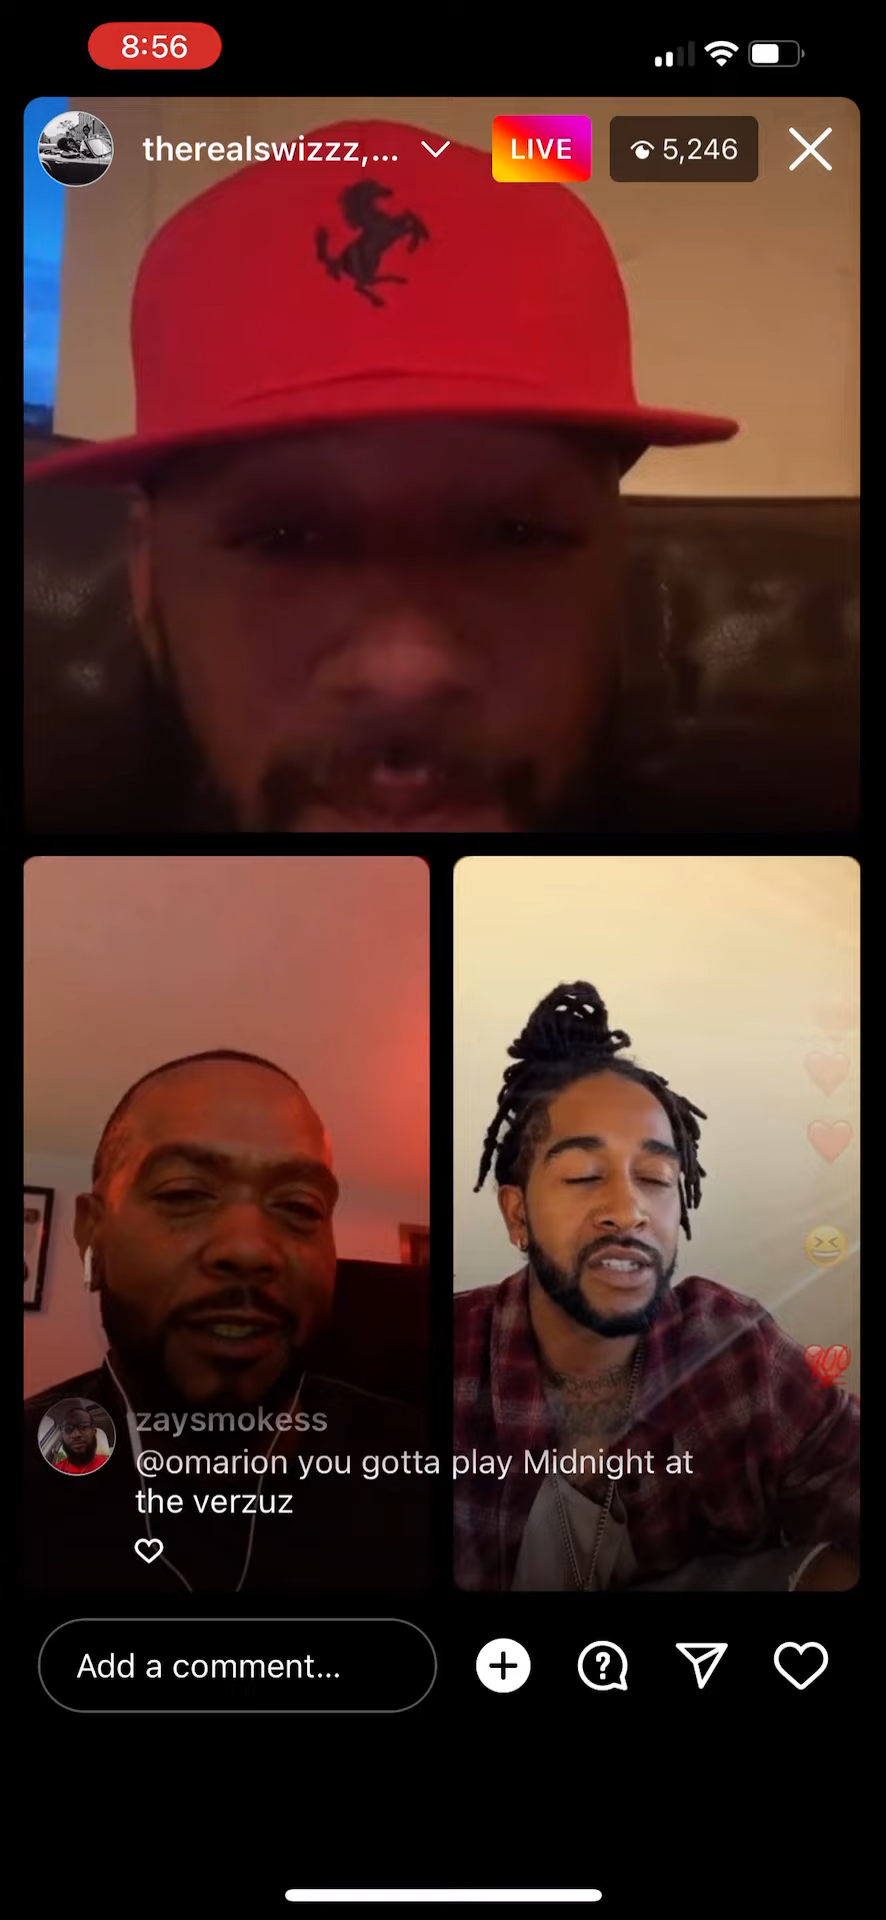 8:56
therealswizzz,...
LIVE
5,246
zaysmokess
@omarion you gotta play Midnight at
the verzuz
Add a comment...